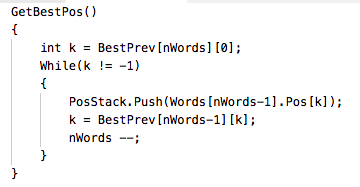 GetBestPos()
{
    int k = BestPrev[nWords][0];
    While(k != -1)
    {
        PosStack.Push(Words[nWords-1].Pos[k]);
        k = BestPrev[nWords-1][k];
        nWords --;
    }
}